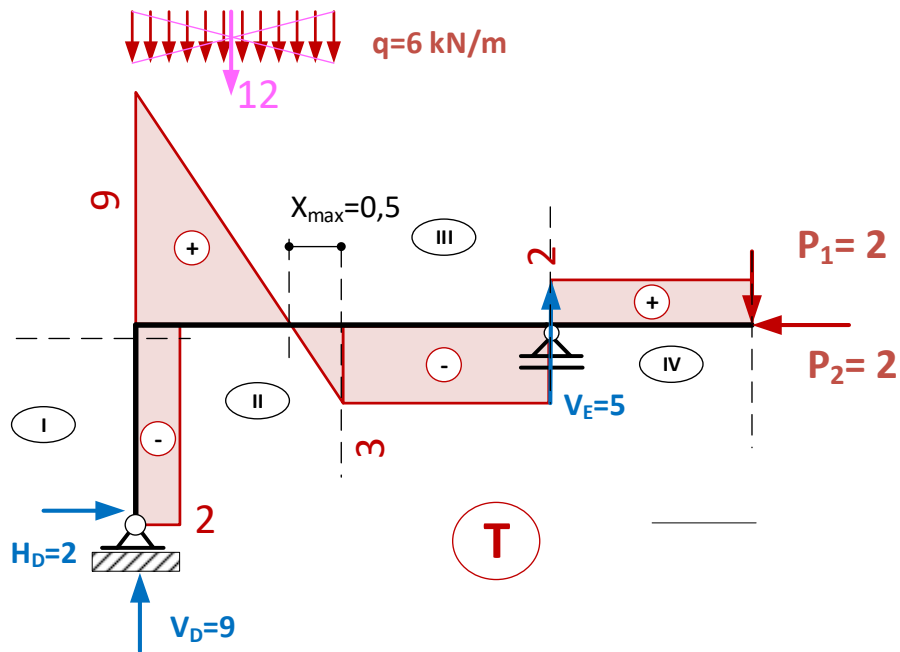 q=6 kN/m
12
9
Xmax=0,5
+
III
2
P1= 2
+
P2= 2
II
-
IV
VE=5
I
-
3
2
T
HD=2
VD=9